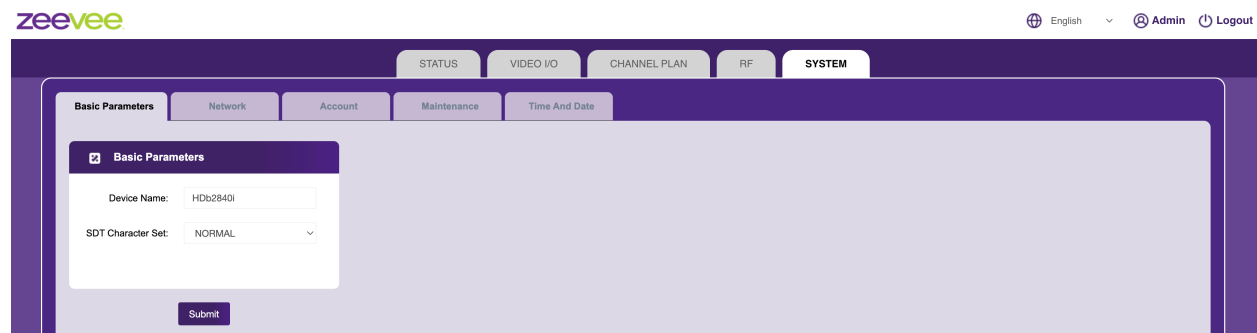 zeevee
English
Admin
Logout
STATUS
VIDEO I/O
CHANNEL PLAN
RF
SYSTEM
Basic Parameters
Network
Account
Maintenance
Time And Date
Basic Parameters
Device Name: HDb2840i
SDT Character Set: NORMAL
Submit